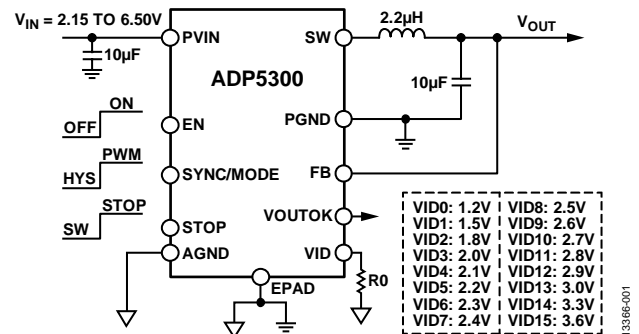 VIN = 2.15 TO 6.50V
10µF
PVIN
ADP5300
SW
2.2µH
VOUT
10µF
PGND
ON
OFF
EN
PWM
HYS
SYNC/MODE
FB
STOP
SW
STOP
VOUTOK
AGND
VID
R0
EPAD
VID0: 1.2V VID8: 2.5V
VID1: 1.5V VID9: 2.6V
VID2: 1.8V VID10: 2.7V
VID3: 2.0V VID11: 2.8V
VID4: 2.1V VID12: 2.9V
VID5: 2.2V VID13: 3.0V
VID6: 2.3V VID14: 3.3V
VID7: 2.4V VID15: 3.6V
13366-001